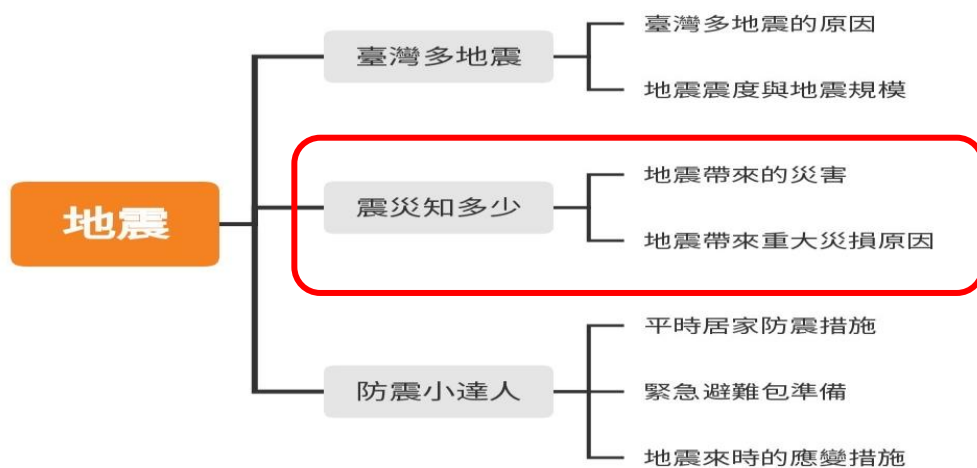 地震
臺灣多地震
臺灣多地震的原因
地震震度與地震規模
震災知多少
地震帶來的災害
地震帶來重大災損原因
防震小達人
平時居家防震措施
緊急避難包準備
地震來時的應變措施